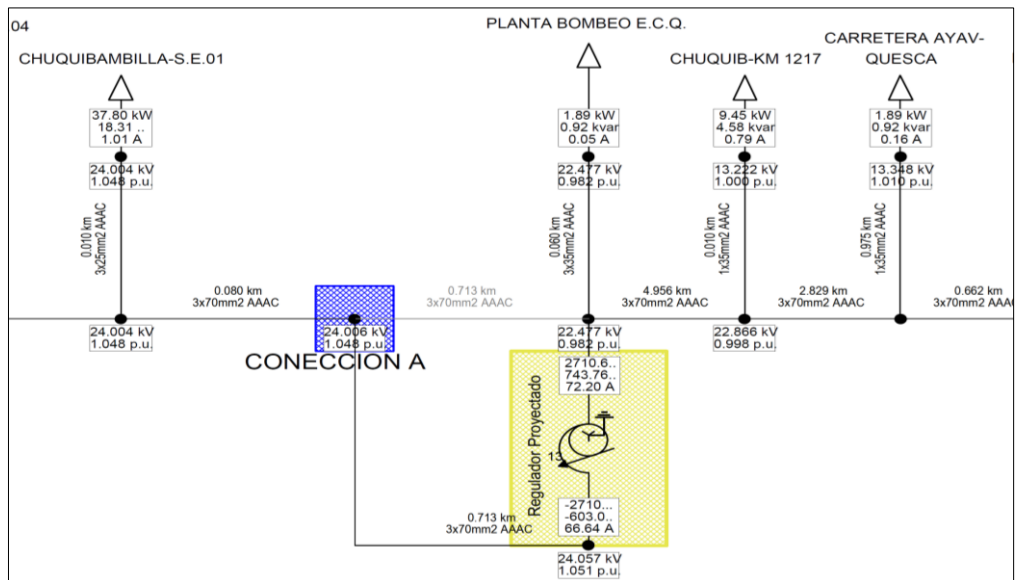 04
PLANTA BOMBEO E.C.Q.
CHUQUIBAMBILLA-S.E.01
CHUQUIB-KM 1217
CARRETERA AYAV-
QUESCA
37.80 kW
18.31 ..
1.01 A
1.89 kW
0.92 kvar
0.05 A
9.45 kW
4.58 kvar
0.79 A
1.89 kW
0.92 kvar
0.16 A
24.004 kV
1.048 p.u.
22.477 kV
0.982 p.u.
13.222 kV
1.000 p.u.
13.348 kV
1.010 p.u.
0.010 km
3x25mm2 AAAC
0.060 km
3x35mm2 AAAC
0.010 km
1x35mm2 AAAC
0.975 km
1x35mm2 AAAC
0.080 km
3x70mm2 AAAC
0.713 km
3x70mm2 AAAC
4.956 km
3x70mm2 AAAC
2.829 km
3x70mm2 AAAC
0.662 km
3x70mm2 AAAC
24.004 kV
1.048 p.u.
24.006 kV
1.048 p.u.
22.477 kV
0.982 p.u.
22.866 kV
0.998 p.u.
CONECCION A
2710.6..
743.76..
72.20 A
Regulador Proyectado
13
-2710...
-603.0..
66.64 A
0.713 km
3x70mm2 AAAC
24.057 kV
1.051 p.u.